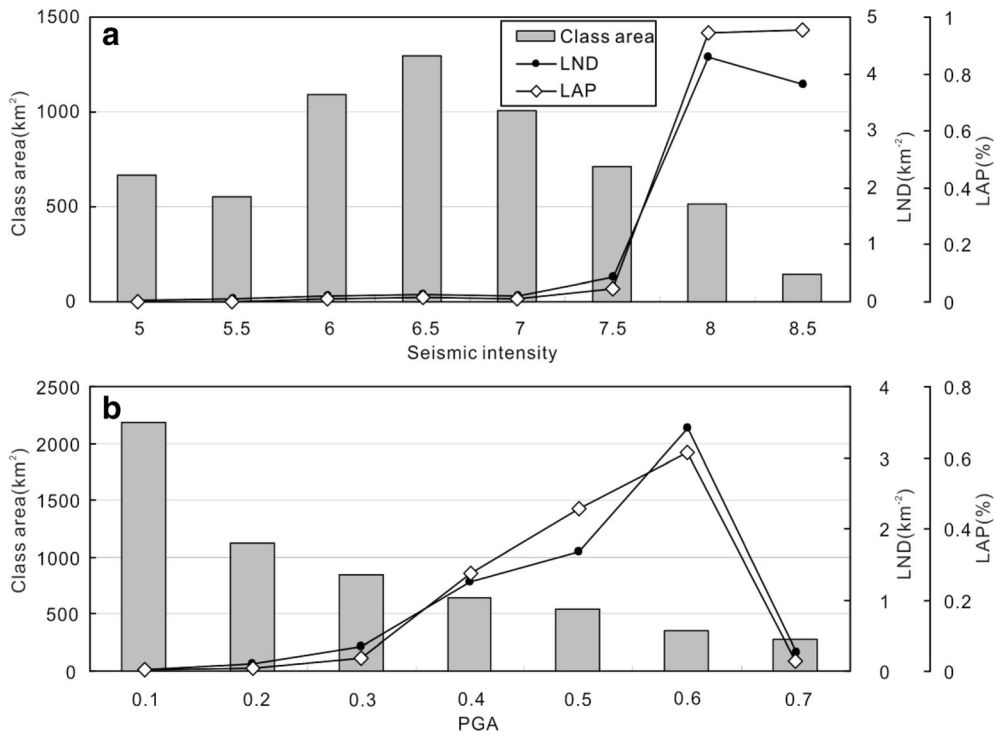 a
Class area
LND
LAP
1500
1000
500
0
Class area(km²)
5
4
3
2
1
0
LND(km⁻²)
1
0.8
0.6
0.4
0.2
0
LAP(%)
5 5.5 6 6.5 7 7.5 8 8.5
Seismic intensity
b
2500
2000
1500
1000
500
0
Class area(km²)
4
3
2
1
0
LND(km⁻²)
0.8
0.6
0.4
0.2
0
LAP(%)
0.1 0.2 0.3 0.4 0.5 0.6 0.7
PGA